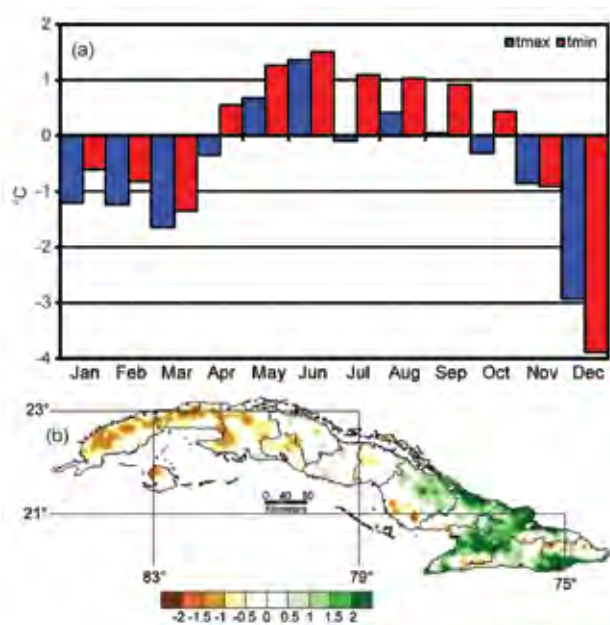 2
(a)
tmax tmin
1
0
°C
-1
-2
-3
-4
Jan Feb Mar Apr May Jun Jul Aug Sep Oct Nov Dec
23°
(b)
0 40 80
Kilometers
21°
83° 79° 75°
-2 -1.5 -1 -0.5 0 0.5 1 1.5 2